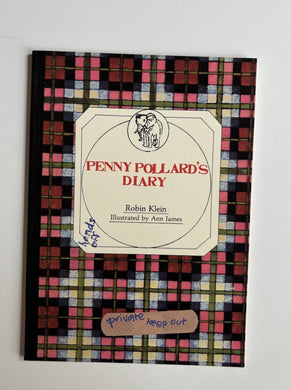 PENNY POLLARD'S
DIARY
Robin Klein
Illustrated by Ann James
hands
off
private keep out